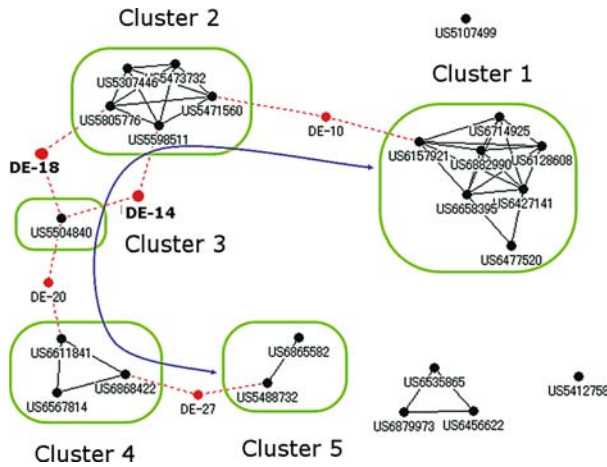 Cluster 2
US5107499
Cluster 1
US5307446
US5473732
US5805776
US5471560
US5598511
DE-10
US6714925
US6157921
US6882990
US6128608
US6658395
US6427141
US6477520
DE-18
DE-14
US5504840
Cluster 3
DE-20
US6611841
US6868422
US6567814
DE-27
US6865582
US5488732
US6535865
US6879973
US6456622
US5412758
Cluster 4
Cluster 5